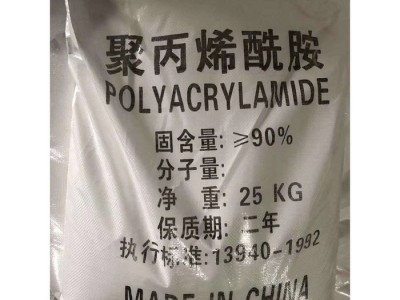 聚丙烯酰胺
POLYACRYLAMIDE
固含量: ≥90%
分子量:
净 重: 25 KG
保质期: 二年
执行标准: 13940-1992
MADE IN CHINA